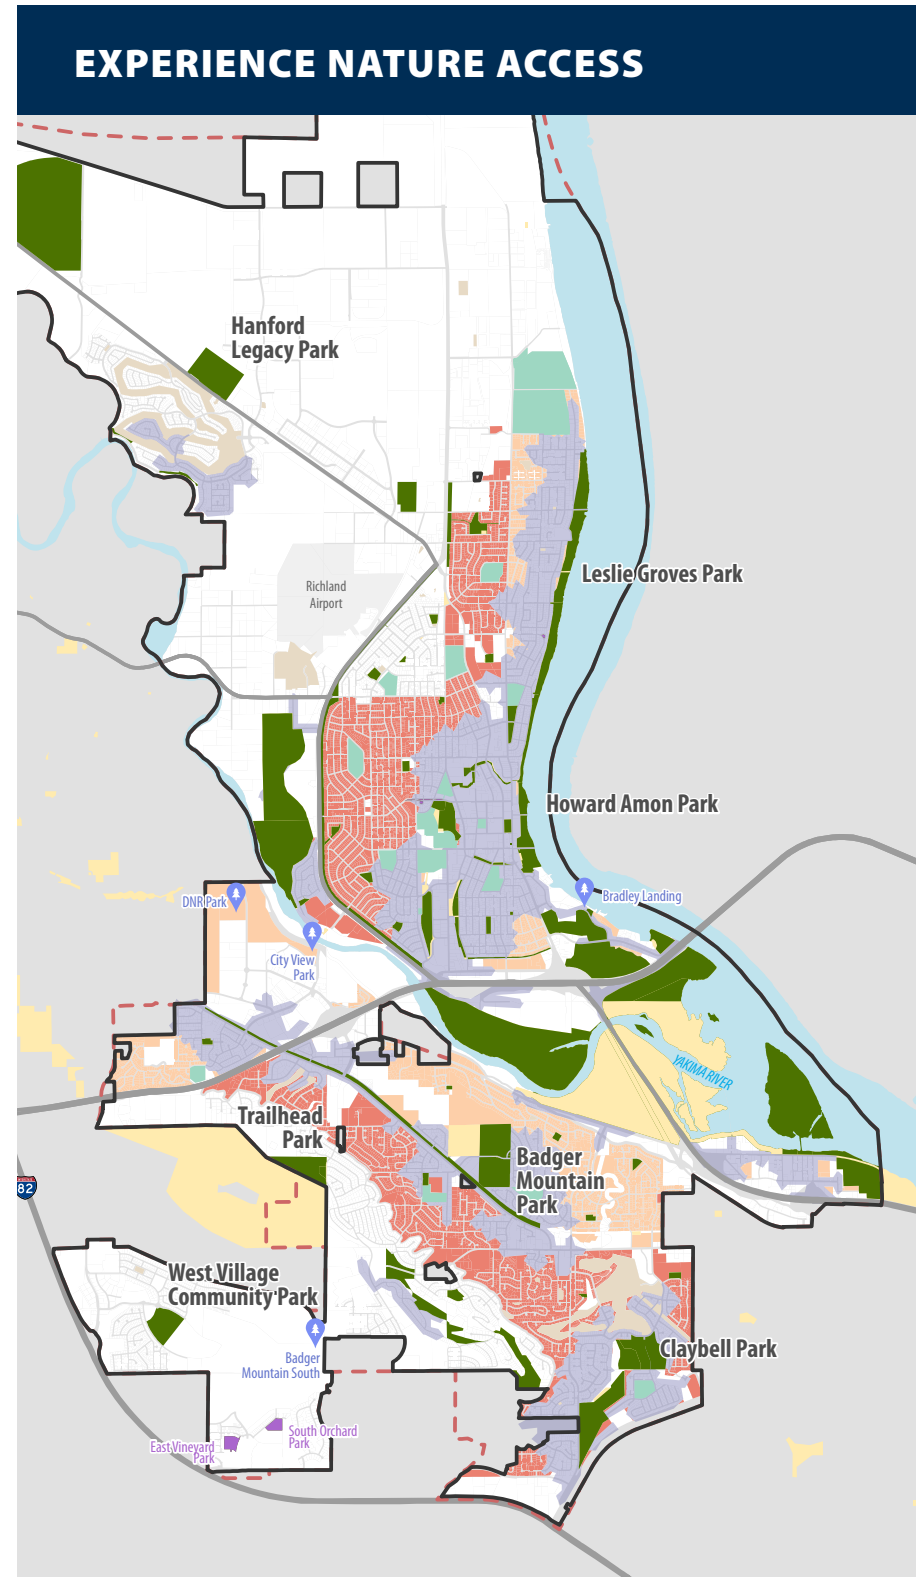 EXPERIENCE NATURE ACCESS
Hanford
Legacy Park
Leslie Groves Park
Richland
Airport
Howard Amon Park
DNR Park
Bradley Landing
City View
Park
YAKIMA RIVER
Trailhead
Park
Badger
Mountain
Park
82
West Village
Community Park
Claybell Park
Badger
Mountain South
South Orchard
Park
East Vineyard
Park